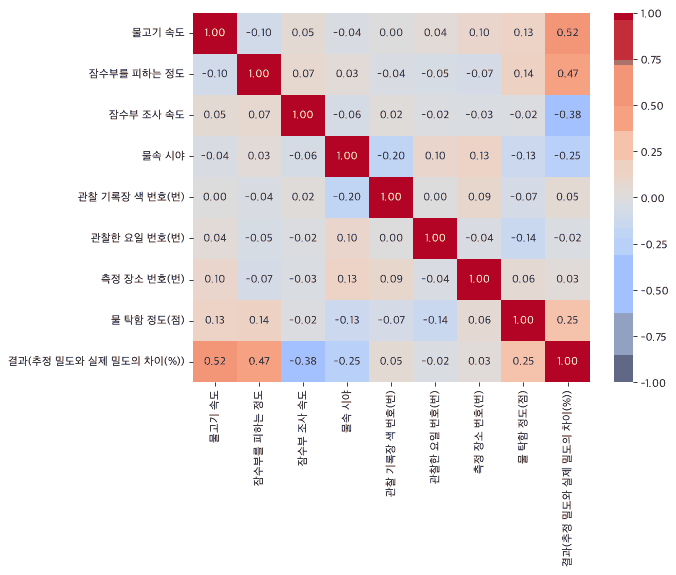 물고기 속도 1.00 -0.10 0.05 -0.04 0.00 0.04 0.10 0.13 0.52
잠수부를 피하는 정도 -0.10 1.00 0.07 0.03 -0.04 -0.05 -0.07 0.14 0.47
잠수부 조사 속도 0.05 0.07 1.00 -0.06 0.02 -0.02 -0.03 -0.02 -0.38
물속 시야 -0.04 0.03 -0.06 1.00 -0.20 0.10 0.13 -0.13 -0.25
관찰 기록장 색 번호(번) 0.00 -0.04 0.02 -0.20 1.00 0.00 0.09 -0.07 0.05
관찰한 요일 번호(번) 0.04 -0.05 -0.02 0.10 0.00 1.00 -0.04 -0.14 -0.02
측정 장소 번호(번) 0.10 -0.07 -0.03 0.13 0.09 -0.04 1.00 0.06 0.03
물 탁함 정도(점) 0.13 0.14 -0.02 -0.13 -0.07 -0.14 0.06 1.00 0.25
결과(추정 밀도와 실제 밀도의 차이(%)) 0.52 0.47 -0.38 -0.25 0.05 -0.02 0.03 0.25 1.00
물고기 속도
잠수부를 피하는 정도
잠수부 조사 속도
물속 시야
관찰 기록장 색 번호(번)
관찰한 요일 번호(번)
측정 장소 번호(번)
물 탁함 정도(점)
결과(추정 밀도와 실제 밀도의 차이(%))
1.00
0.75
0.50
0.25
0.00
-0.25
-0.50
-0.75
-1.00